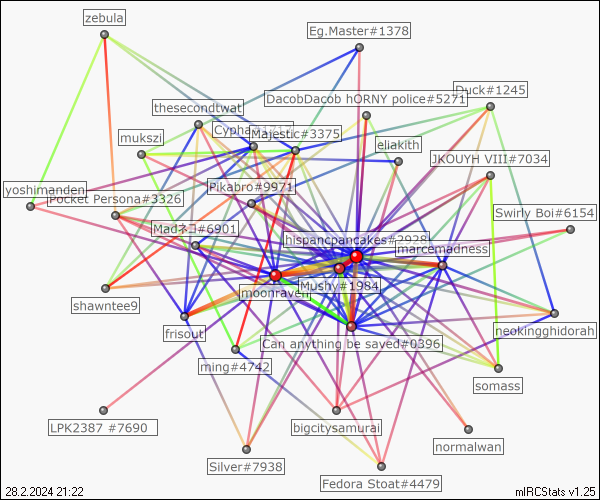 zebula
Eg.Master#1378
Duck#1245
DacobDacob hORNY police#5271
thesecondtwat
Majestic#3375
mukszi
eliakith
JKOUYH VIII#7034
Pikabro#9971
yoshimanden
Pocket Persona#3326
Swirly Boi#6154
Madネコ#6901
hispancpancakes#2928
marcemadness
Mushy#1984
moonraven
shawntee9
neokingghidorah
frisout
Can anything be saved#0396
ming#4742
somass
LPK2387 #7690
bigcitysamurai
normalwan
Silver#7938
Fedora Stoat#4479
28.2.2024 21:22
mIRCStats v1.25